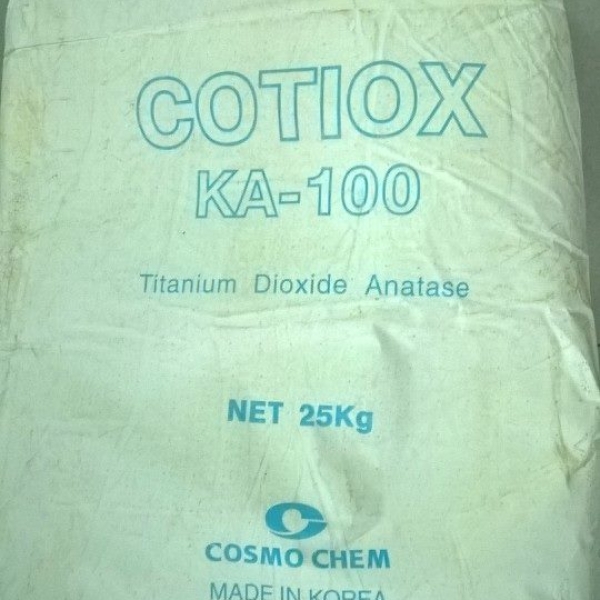 COTIOX
KA-100
Titanium Dioxide Anatase
NET 25Kg
COSMO CHEM
MADE IN KOREA